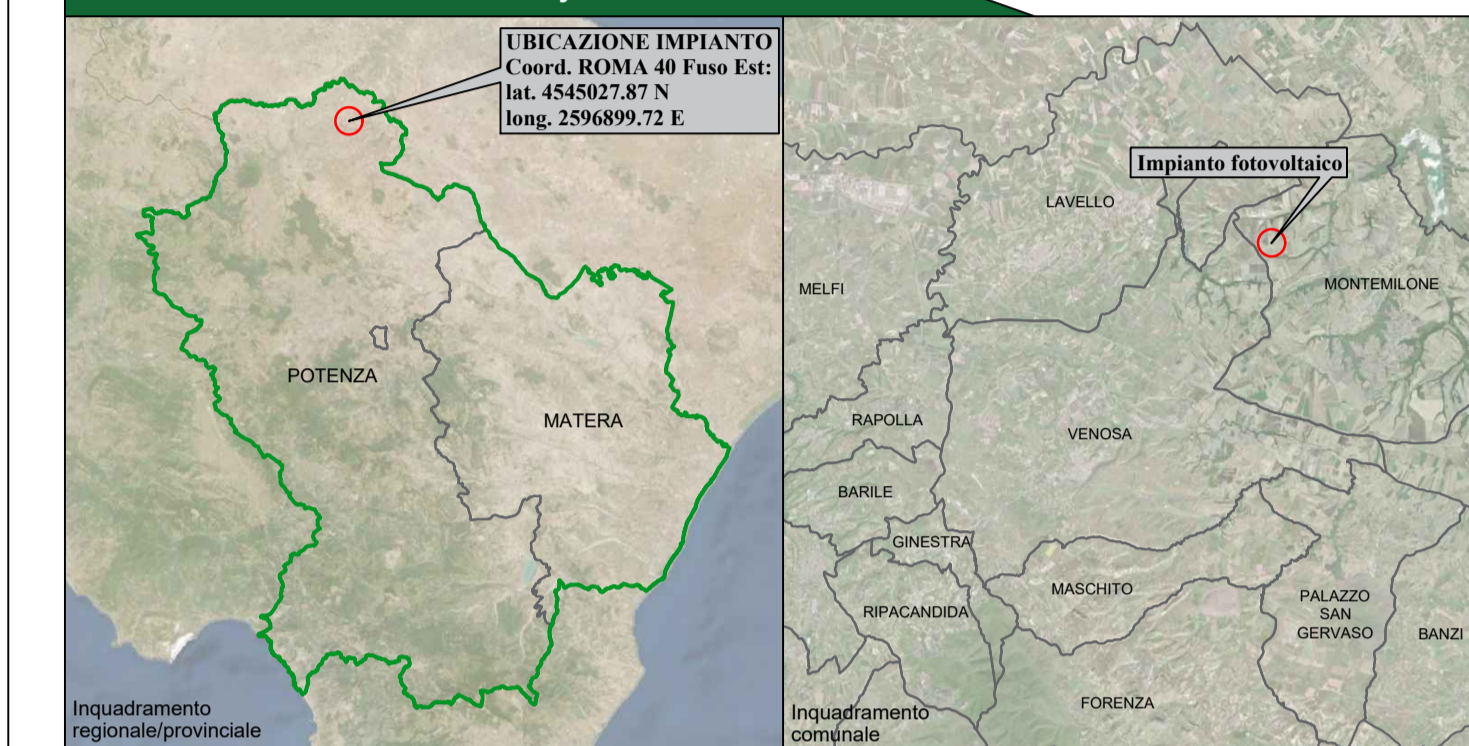 UBICAZIONE IMPIANTO
Coord. ROMA 40 Fuso Est:
lat. 4545027.87 N
long. 2596899.72 E
POTENZA
MATERA
Inquadramento
regionale/provinciale
Impianto fotovoltaico
LAVELLO
MELFI
MONTEMILONE
RAPOLLA
VENOSA
BARILE
GINESTRA
MASCHITO
RIPACANDIDA
PALAZZO
SAN
GERVASO
BANZI
FORENZA
Inquadramento
comunale